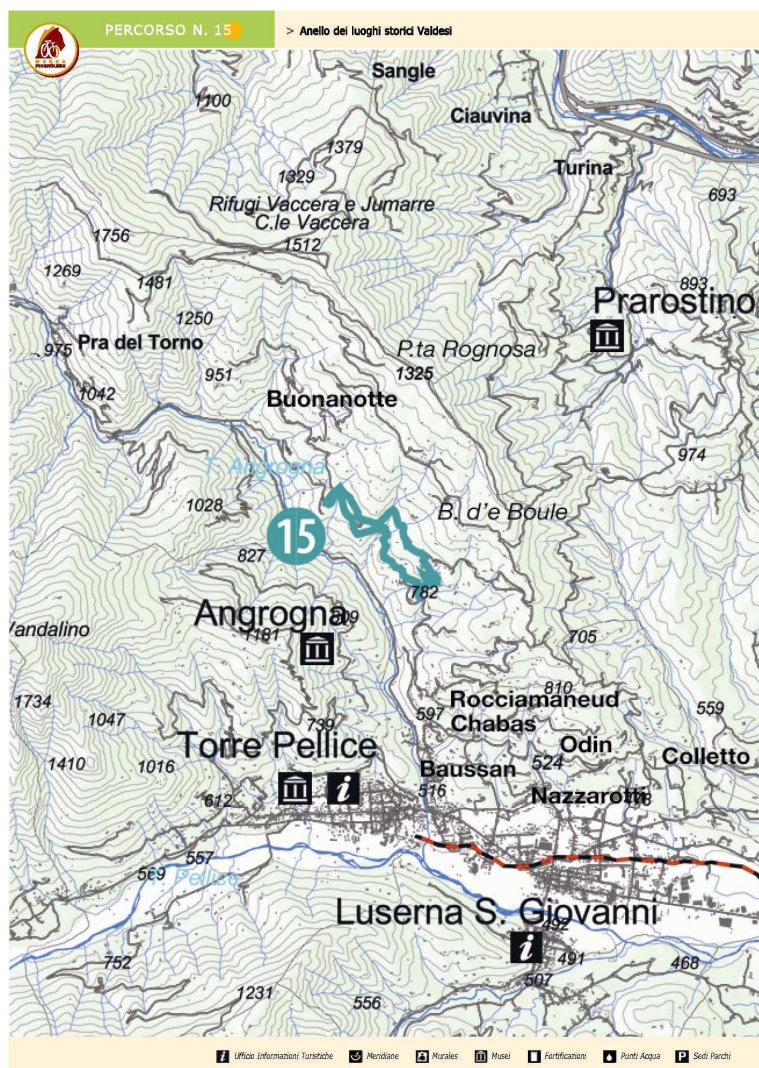 PERCORSO N. 15
> Anello dei luoghi storici Valdesi
Sangle
1100
Ciauvina
1379
Turina
1329
693
Rifugi Vaccera e Jumarre
C.le Vaccera
1512
1756
1269
1481
893
Prarostino
1250
975
Pra del Torno
P.ta Rognosa
951
1325
1042
Buonanotte
974
T. Angrogna
1028
B. d'e Boule
15
827
782
Angrogna
Vandalino
1181
705
810
1734
597
Rocciamaneud
559
1047
739
Chabas
Torre Pellice
Odin
1410
1016
524
Colletto
Baussan
516
612
Nazzarotti
557
569
Pellice
Luserna S. Giovanni
492
752
491
468
507
1231
556
Ufficio Informazioni Turistiche Meridiane Murales Musei Fortificazioni Punti Acqua Sedi Parchi